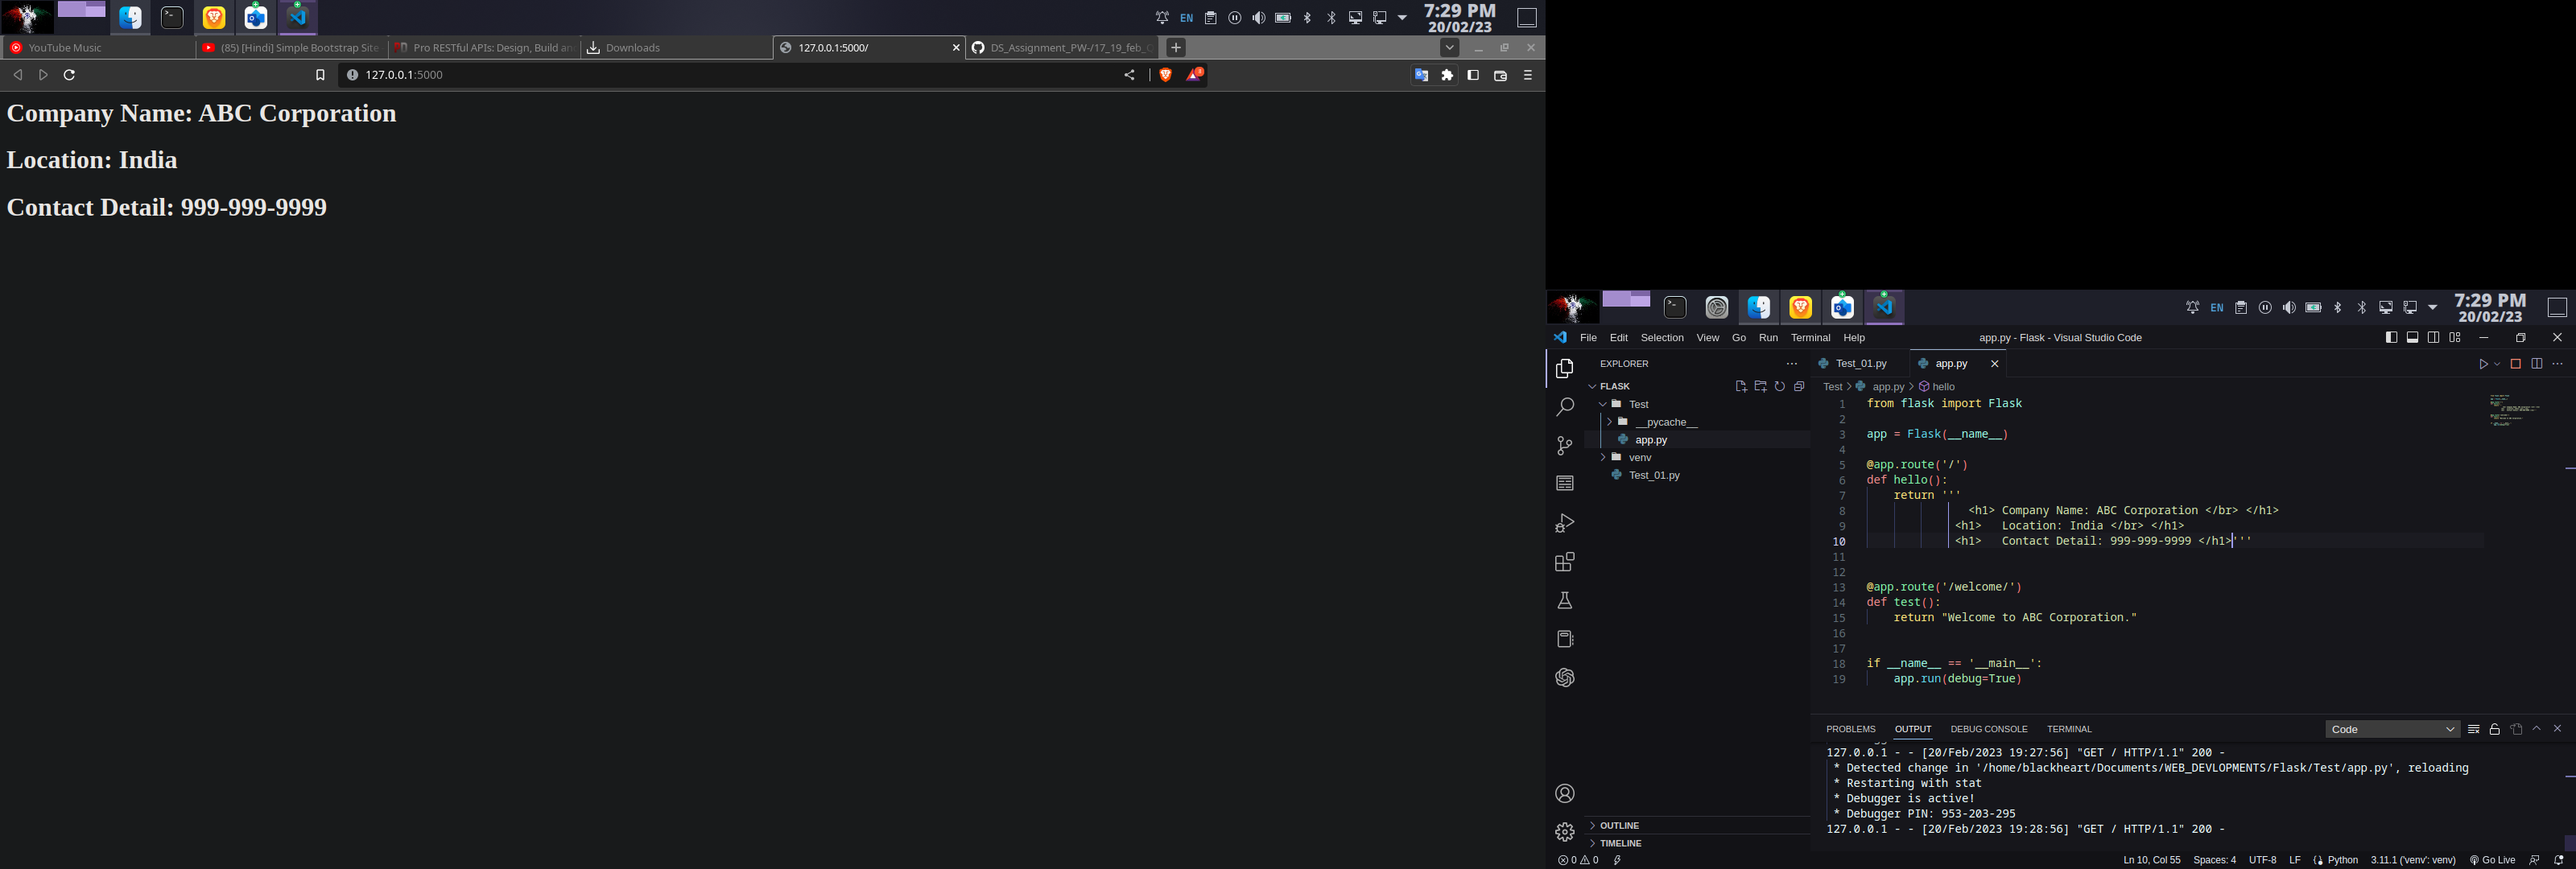 EN
7:29 PM
20/02/23
YouTube Music
(85) [Hindi] Simple Bootstrap Site
Pro RESTful APIs: Design, Build an
Downloads
127.0.0.1:5000/
DS_Assignment_PW-/17_19_feb_
127.0.0.1:5000
Company Name: ABC Corporation
Location: India
Contact Detail: 999-999-9999
EN
7:29 PM
20/02/23
File Edit Selection View Go Run Terminal Help
app.py - Flask - Visual Studio Code
EXPLORER
FLASK
Test
__pycache__
app.py
venv
Test_01.py
OUTLINE
TIMELINE
Test_01.py
app.py
Test > app.py > hello
1 from flask import Flask
2
3 app = Flask(__name__)
4
5 @app.route('/')
6 def hello():
7 return '''
8 <h1> Company Name: ABC Corporation </br> </h1>
9 <h1> Location: India </br> </h1>
10 <h1> Contact Detail: 999-999-9999 </h1>'''
11
12
13 @app.route('/welcome/')
14 def test():
15 return "Welcome to ABC Corporation."
16
17
18 if __name__ == '__main__':
19 app.run(debug=True)
PROBLEMS OUTPUT DEBUG CONSOLE TERMINAL
Code
127.0.0.1 - - [20/Feb/2023 19:27:56] "GET / HTTP/1.1" 200 -
* Detected change in '/home/blackheart/Documents/WEB_DEVLOPMENTS/Flask/Test/app.py', reloading
* Restarting with stat
* Debugger is active!
* Debugger PIN: 953-203-295
127.0.0.1 - - [20/Feb/2023 19:28:56] "GET / HTTP/1.1" 200 -
0 0
Ln 10, Col 55 Spaces: 4 UTF-8 LF Python 3.11.1 ('venv': venv) Go Live